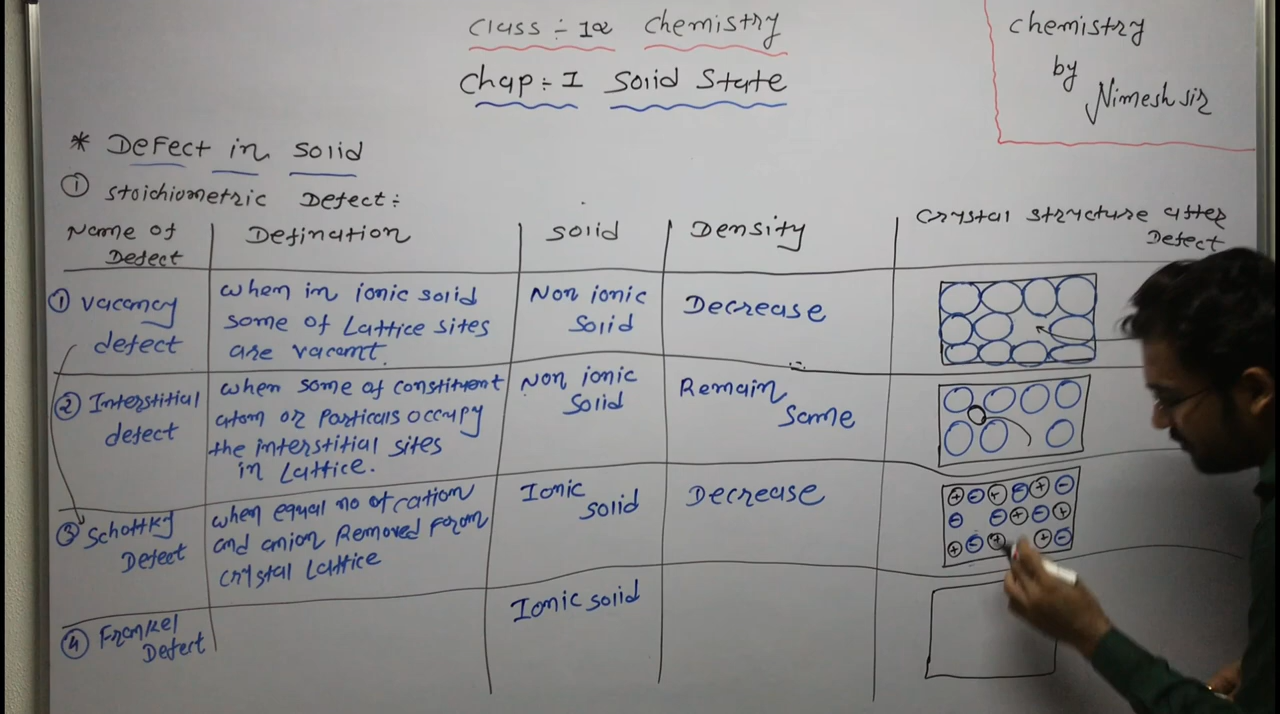 Class :- 12 Chemistry
Chap :- 1 Solid State
Chemistry
by
Nimesh sir
* Defect in solid
① Stoichiometric Defect :-
Name of Defect
Defination
Solid
Density
Crystal structure after Defect
① Vacancy defect
when in ionic solid
some of Lattice sites
are vacant.
Non ionic
solid
Decrease
② Interstitial
defect
when some of constituent
atom or Particals occupy
the interstitial sites
in Lattice.
Non ionic
solid
Remain
Same
③ Schottky
Defect
when equal no of cation
and anion Removed from
crystal Lattice
Ionic
solid
Decrease
+ - + - + -
- - + - +
+ - + + -
④ Frankel
Defect
Ionic solid